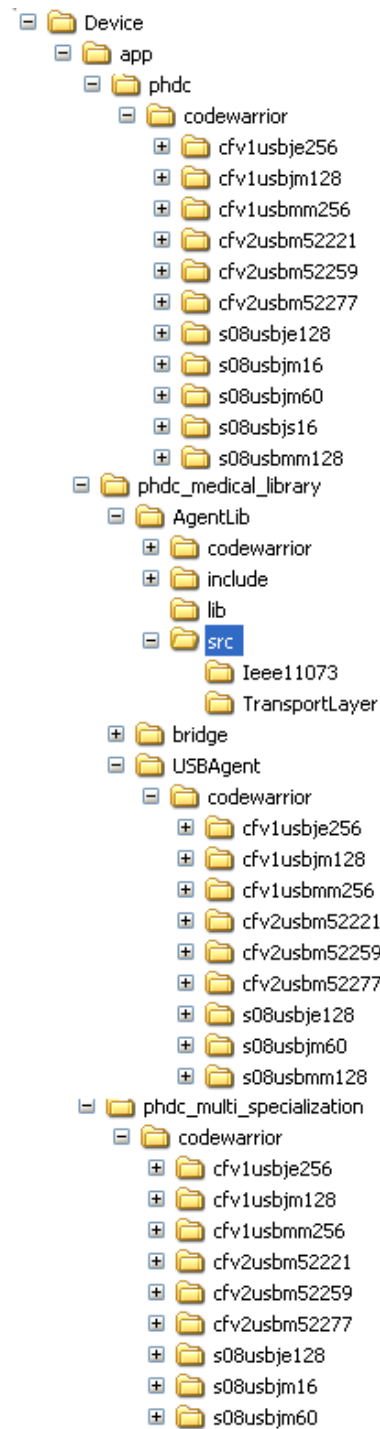 Device
app
phdc
codewarrior
cfv1usbje256
cfv1usbjm128
cfv1usbmm256
cfv2usbm52221
cfv2usbm52259
cfv2usbm52277
s08usbje128
s08usbjm16
s08usbjm60
s08usbjs16
s08usbmm128
phdc_medical_library
AgentLib
codewarrior
include
lib
src
Ieee11073
TransportLayer
bridge
USBAgent
codewarrior
cfv1usbje256
cfv1usbjm128
cfv1usbmm256
cfv2usbm52221
cfv2usbm52259
cfv2usbm52277
s08usbje128
s08usbjm60
s08usbmm128
phdc_multi_specialization
codewarrior
cfv1usbje256
cfv1usbjm128
cfv1usbmm256
cfv2usbm52221
cfv2usbm52259
cfv2usbm52277
s08usbje128
s08usbjm16
s08usbjm60